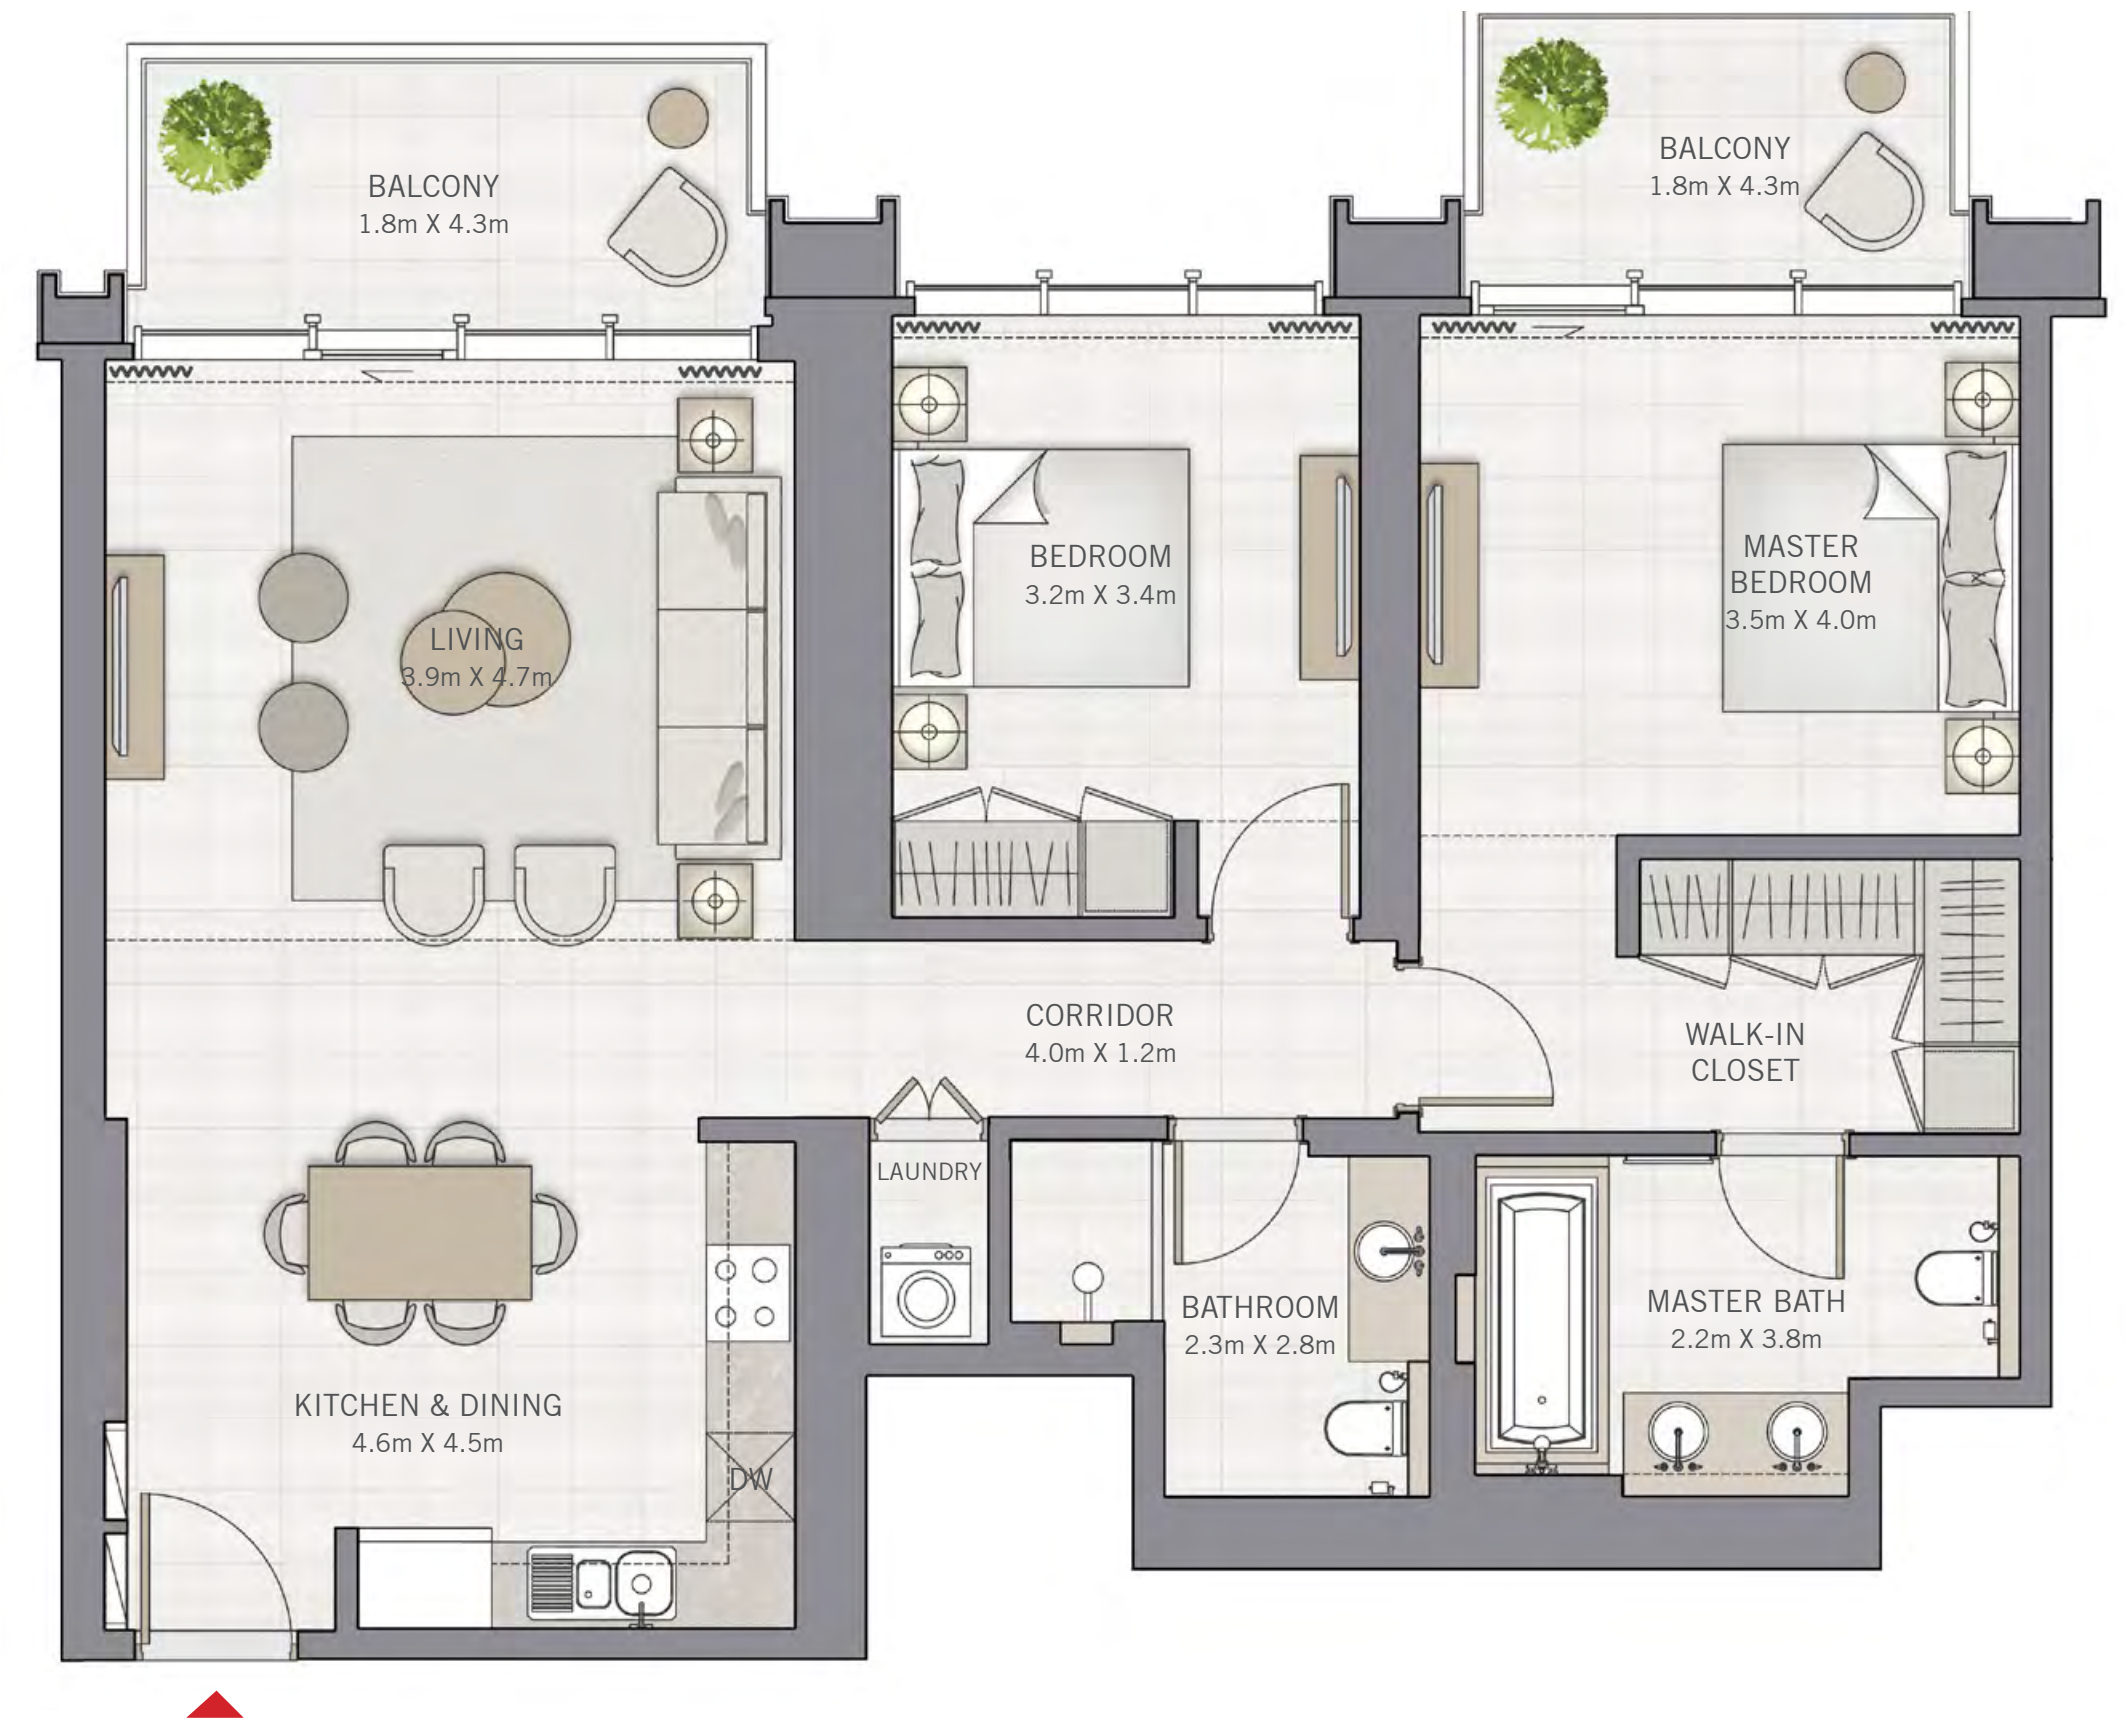 BALCONY
1.8m X 4.3m
BALCONY
1.8m X 4.3m
BEDROOM
3.2m X 3.4m
MASTER
BEDROOM
3.5m X 4.0m
LIVING
3.9m X 4.7m
CORRIDOR
4.0m X 1.2m
WALK-IN
CLOSET
LAUNDRY
BATHROOM
2.3m X 2.8m
MASTER BATH
2.2m X 3.8m
KITCHEN & DINING
4.6m X 4.5m
DW